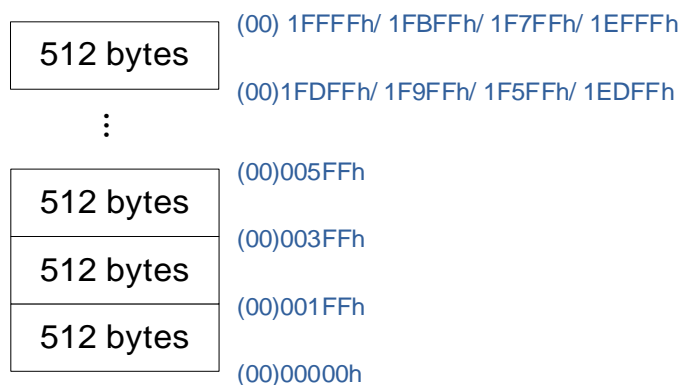 (00) 1FFFFh/ 1FBFFh/ 1F7FFh/ 1EFFFh
512 bytes
(00)1FDFFh/ 1F9FFh/ 1F5FFh/ 1EDFFh
⋮
(00)005FFh
512 bytes
(00)003FFh
512 bytes
(00)001FFh
512 bytes
(00)00000h